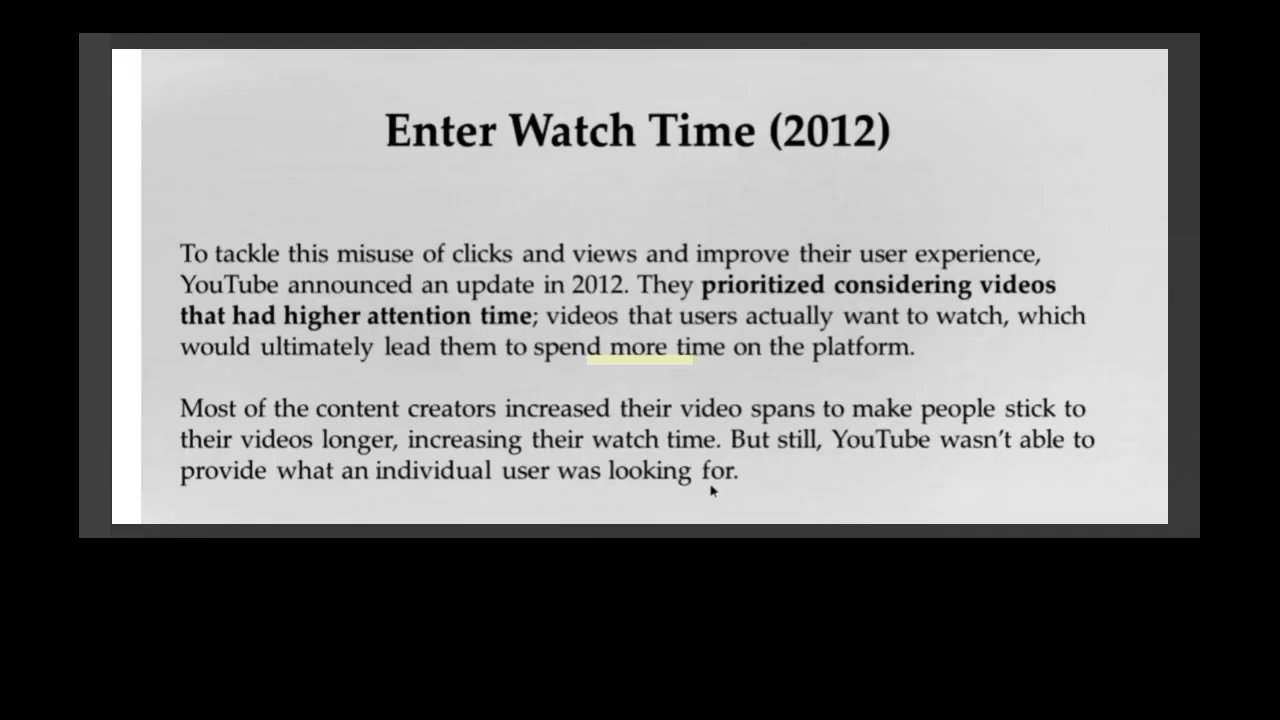 Enter Watch Time (2012)
To tackle this misuse of clicks and views and improve their user experience,
YouTube announced an update in 2012. They prioritized considering videos
that had higher attention time; videos that users actually want to watch, which
would ultimately lead them to spend more time on the platform.
Most of the content creators increased their video spans to make people stick to
their videos longer, increasing their watch time. But still, YouTube wasn't able to
provide what an individual user was looking for.